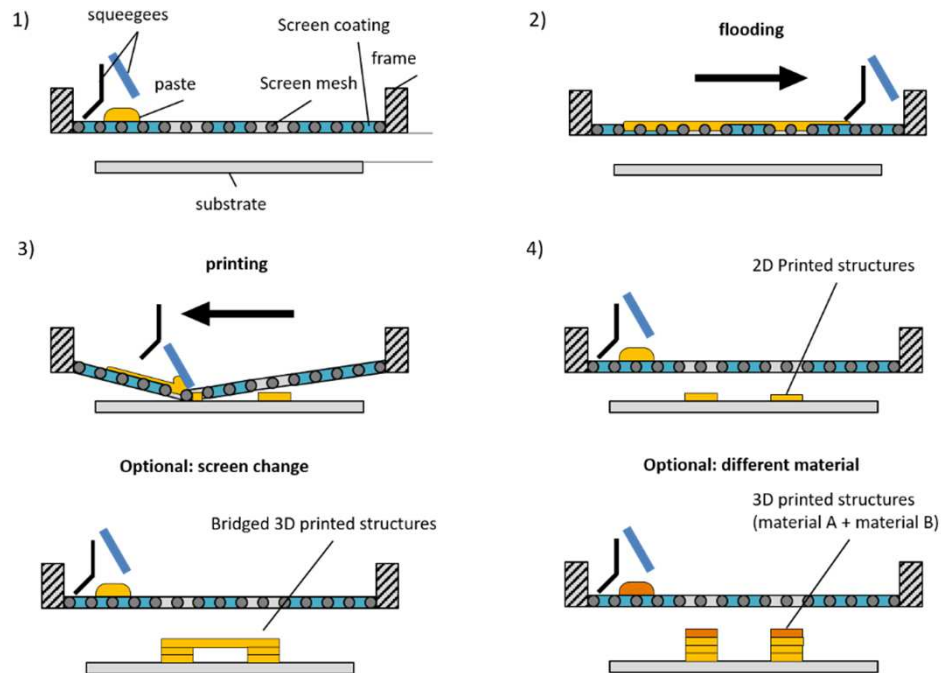 1)
squeegees
Screen coating
frame
paste
Screen mesh
substrate
2)
flooding
3)
printing
4)
2D Printed structures
Optional: screen change
Bridged 3D printed structures
Optional: different material
3D printed structures
(material A + material B)